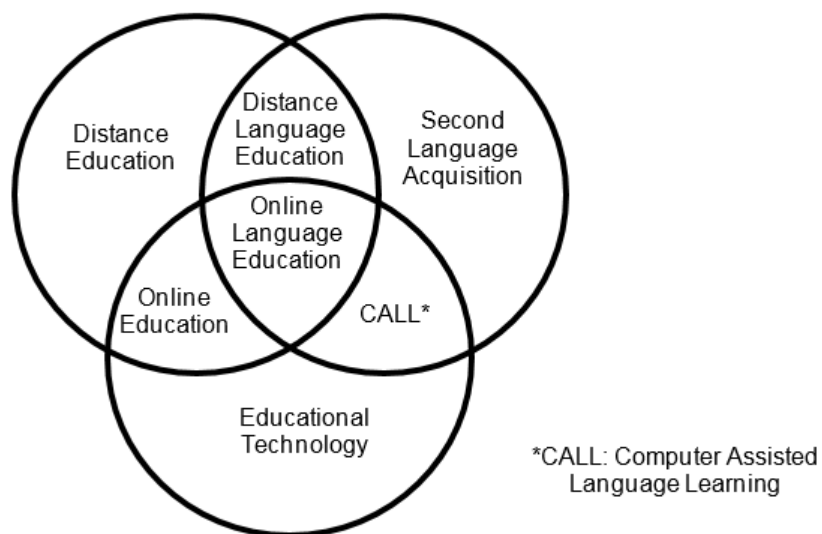 Distance
Education
Distance
Language
Education
Second
Language
Acquisition
Online
Language
Education
Online
Education
CALL*
Educational
Technology
*CALL: Computer Assisted
Language Learning